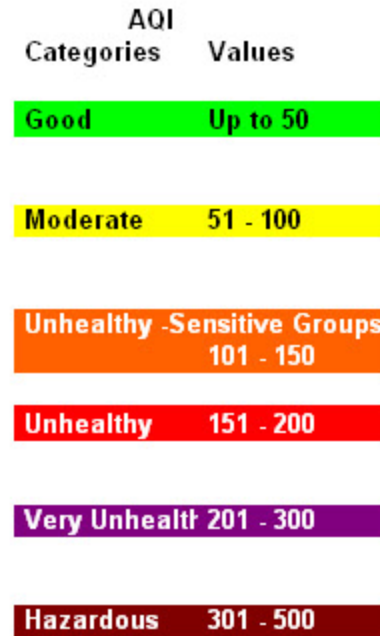 AQI
Categories Values
Good Up to 50
Moderate 51 - 100
Unhealthy -Sensitive Groups
101 - 150
Unhealthy 151 - 200
Very Unhealth 201 - 300
Hazardous 301 - 500